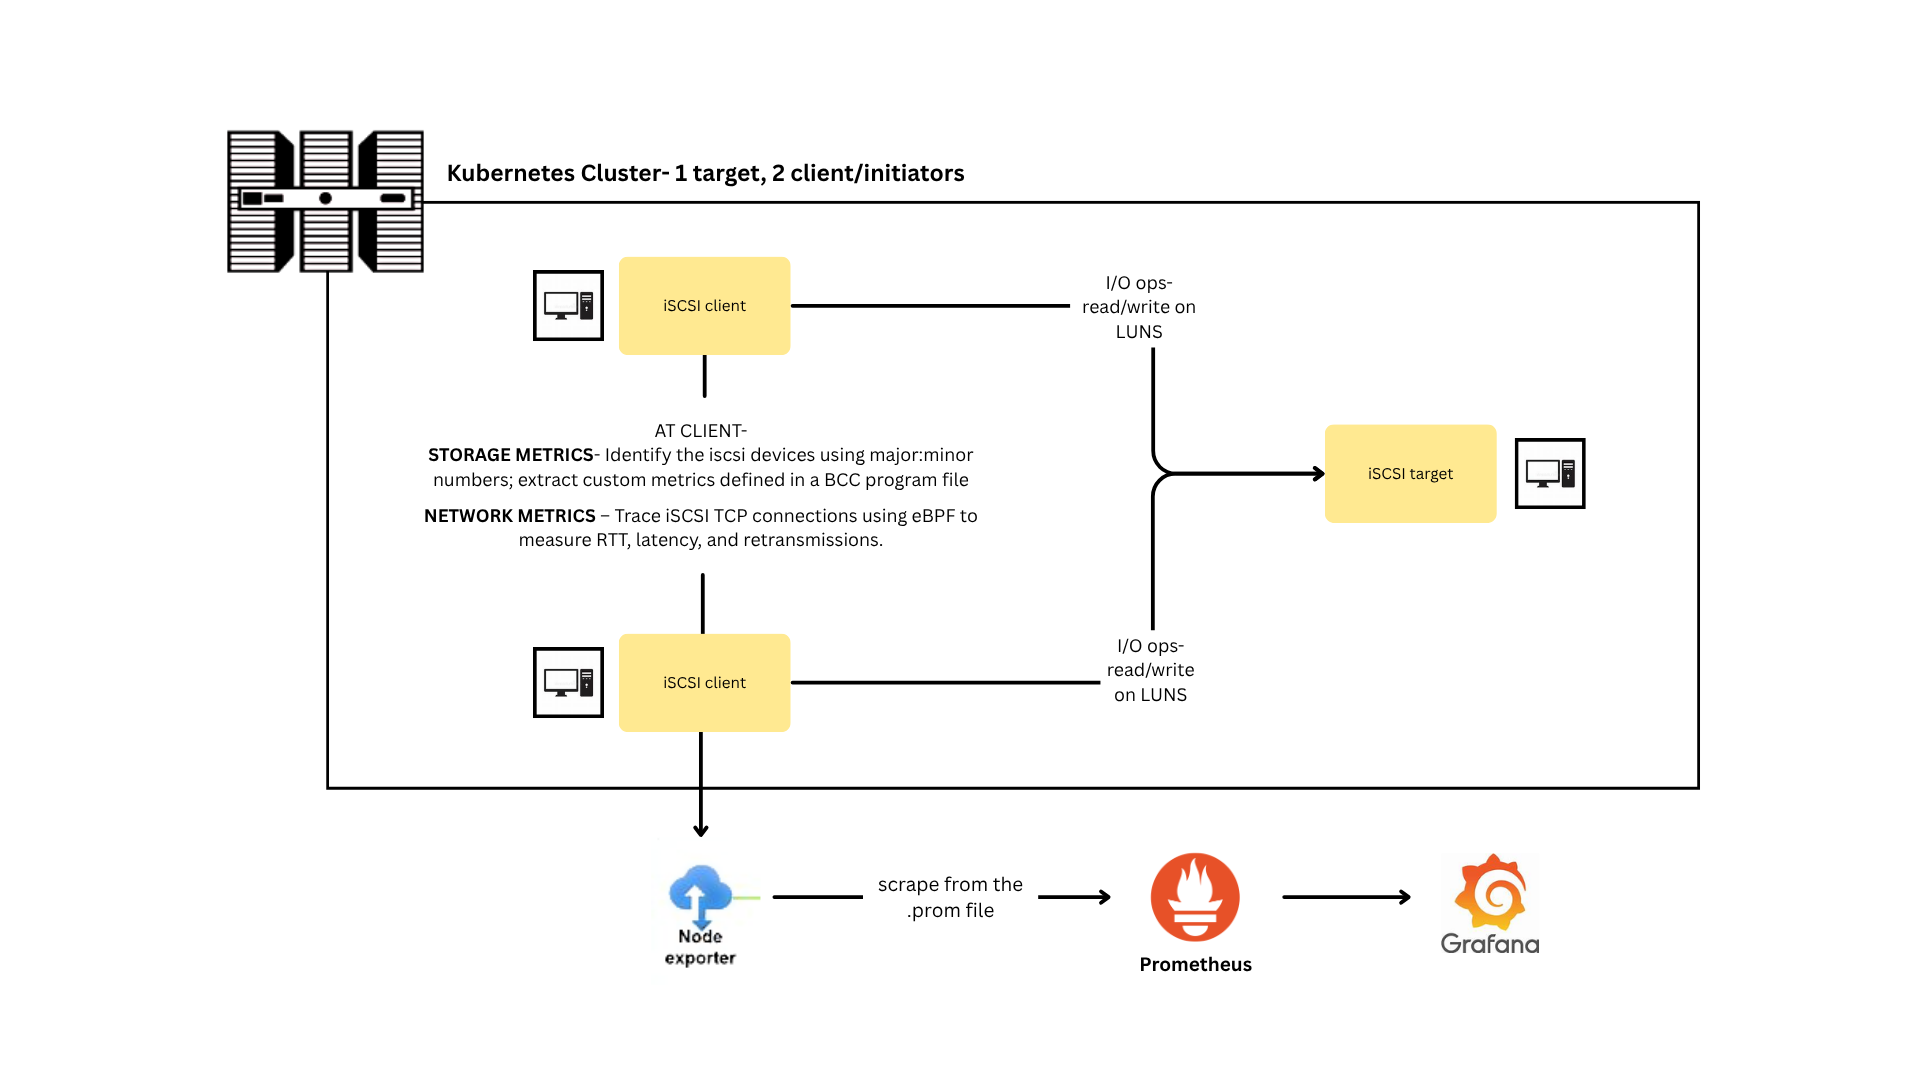 Kubernetes Cluster- 1 target, 2 client/initiators
iSCSI client
I/O ops-
read/write on
LUNS
AT CLIENT-
STORAGE METRICS- Identify the iscsi devices using major:minor
numbers; extract custom metrics defined in a BCC program file
NETWORK METRICS – Trace iSCSI TCP connections using eBPF to
measure RTT, latency, and retransmissions.
iSCSI target
iSCSI client
I/O ops-
read/write
on LUNS
Node
exporter
scrape from the
.prom file
Prometheus
Grafana